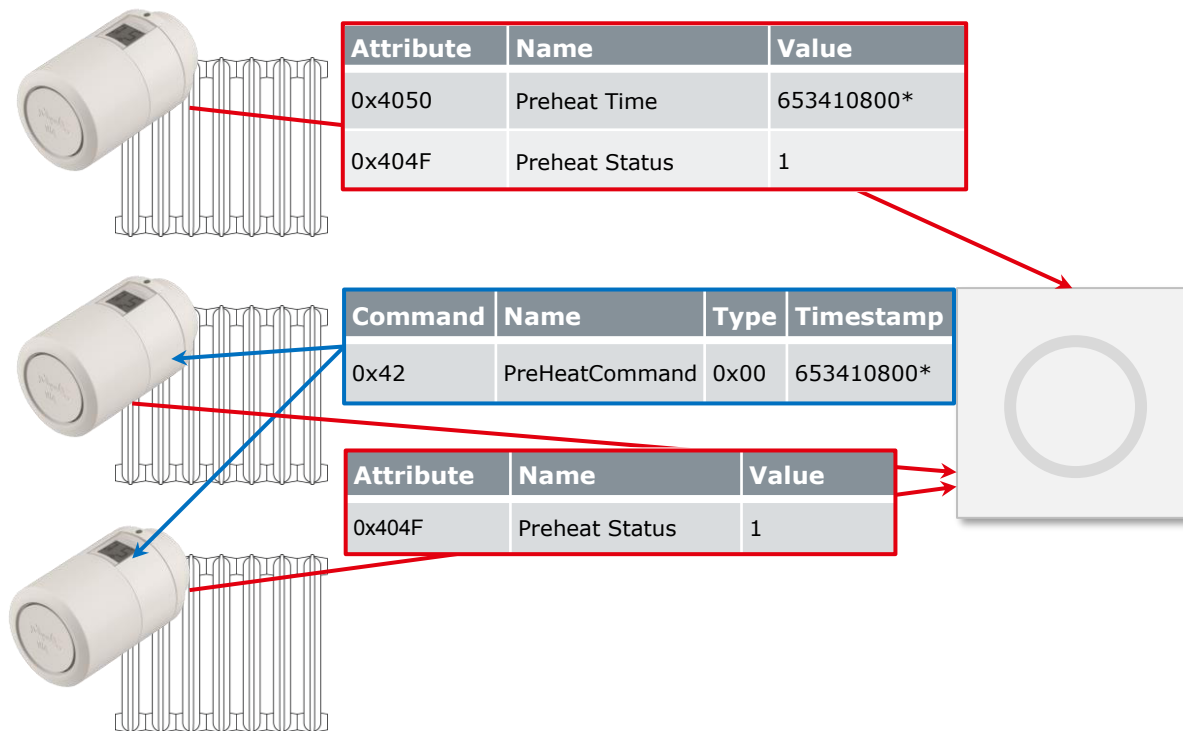 Attribute Name Value
0x4050 Preheat Time 653410800*
0x404F Preheat Status 1
Command Name Type Timestamp
0x42 PreHeatCommand 0x00 653410800*
Attribute Name Value
0x404F Preheat Status 1